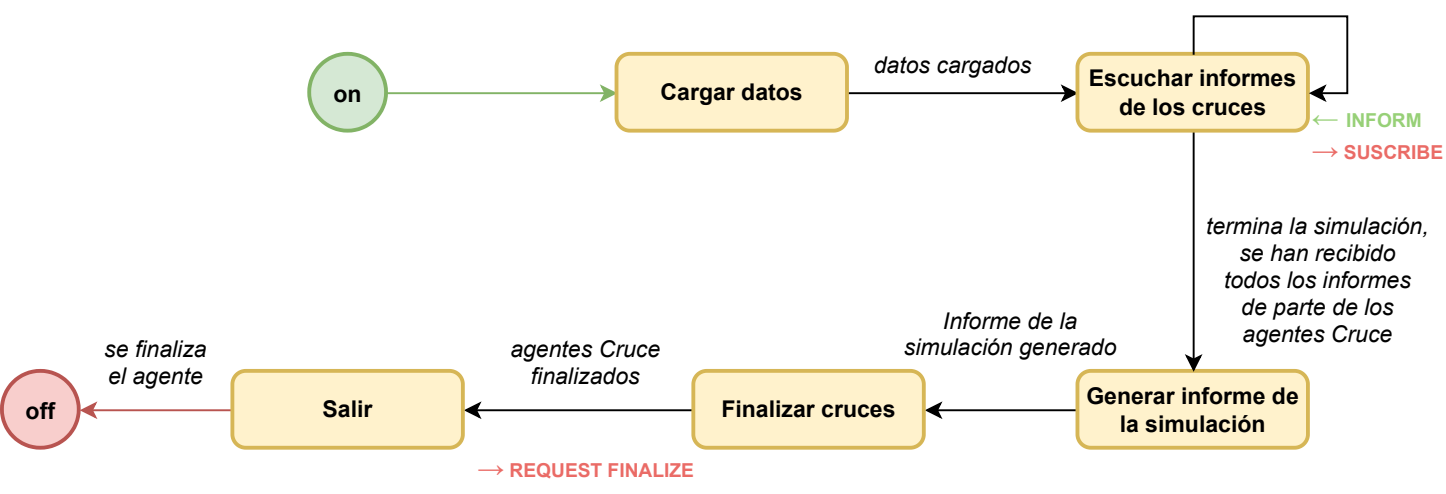 on
Cargar datos
datos cargados
Escuchar informes
de los cruces
← INFORM
→ SUSCRIBE
termina la simulación,
se han recibido
todos los informes
de parte de los
agentes Cruce
Generar informe de
la simulación
Informe de la
simulación generado
Finalizar cruces
→ REQUEST FINALIZE
agentes Cruce
finalizados
Salir
se finaliza
el agente
off